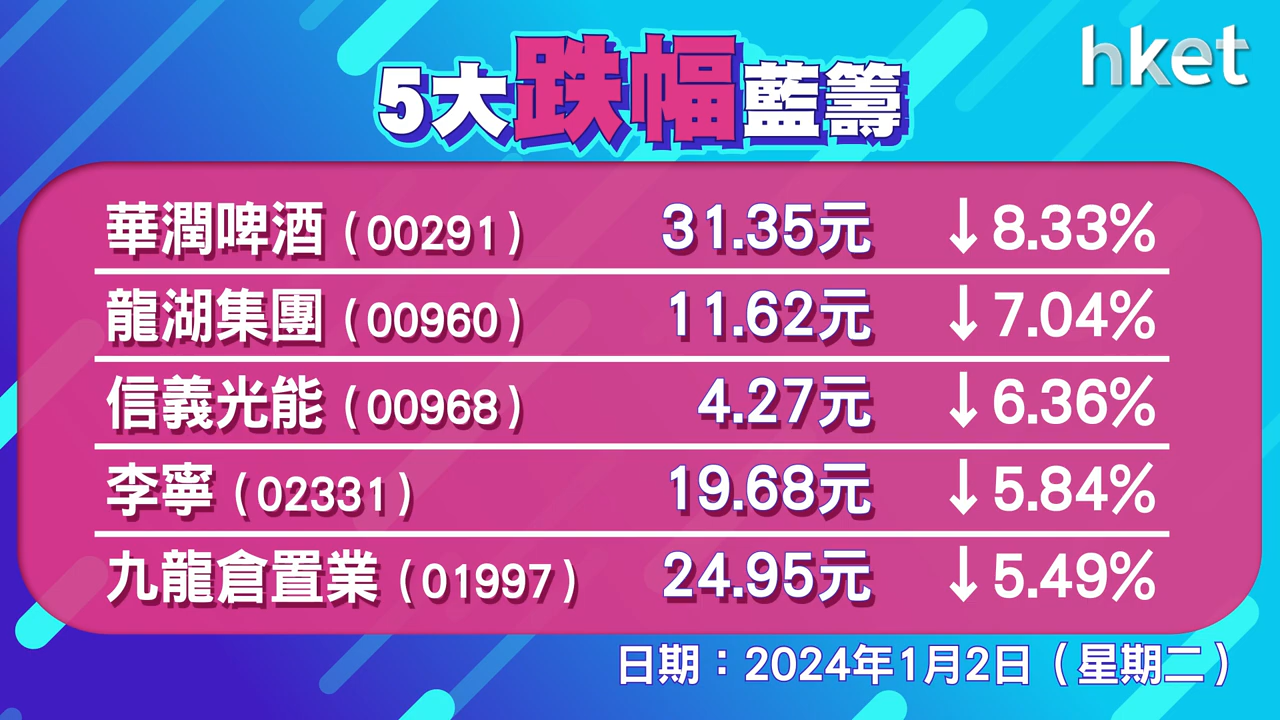 hket
5大跌幅藍籌
華潤啤酒（00291） 31.35元 ↓8.33%
龍湖集團（00960） 11.62元 ↓7.04%
信義光能（00968） 4.27元 ↓6.36%
李寧（02331） 19.68元 ↓5.84%
九龍倉置業（01997） 24.95元 ↓5.49%
日期：2024年1月2日（星期二）